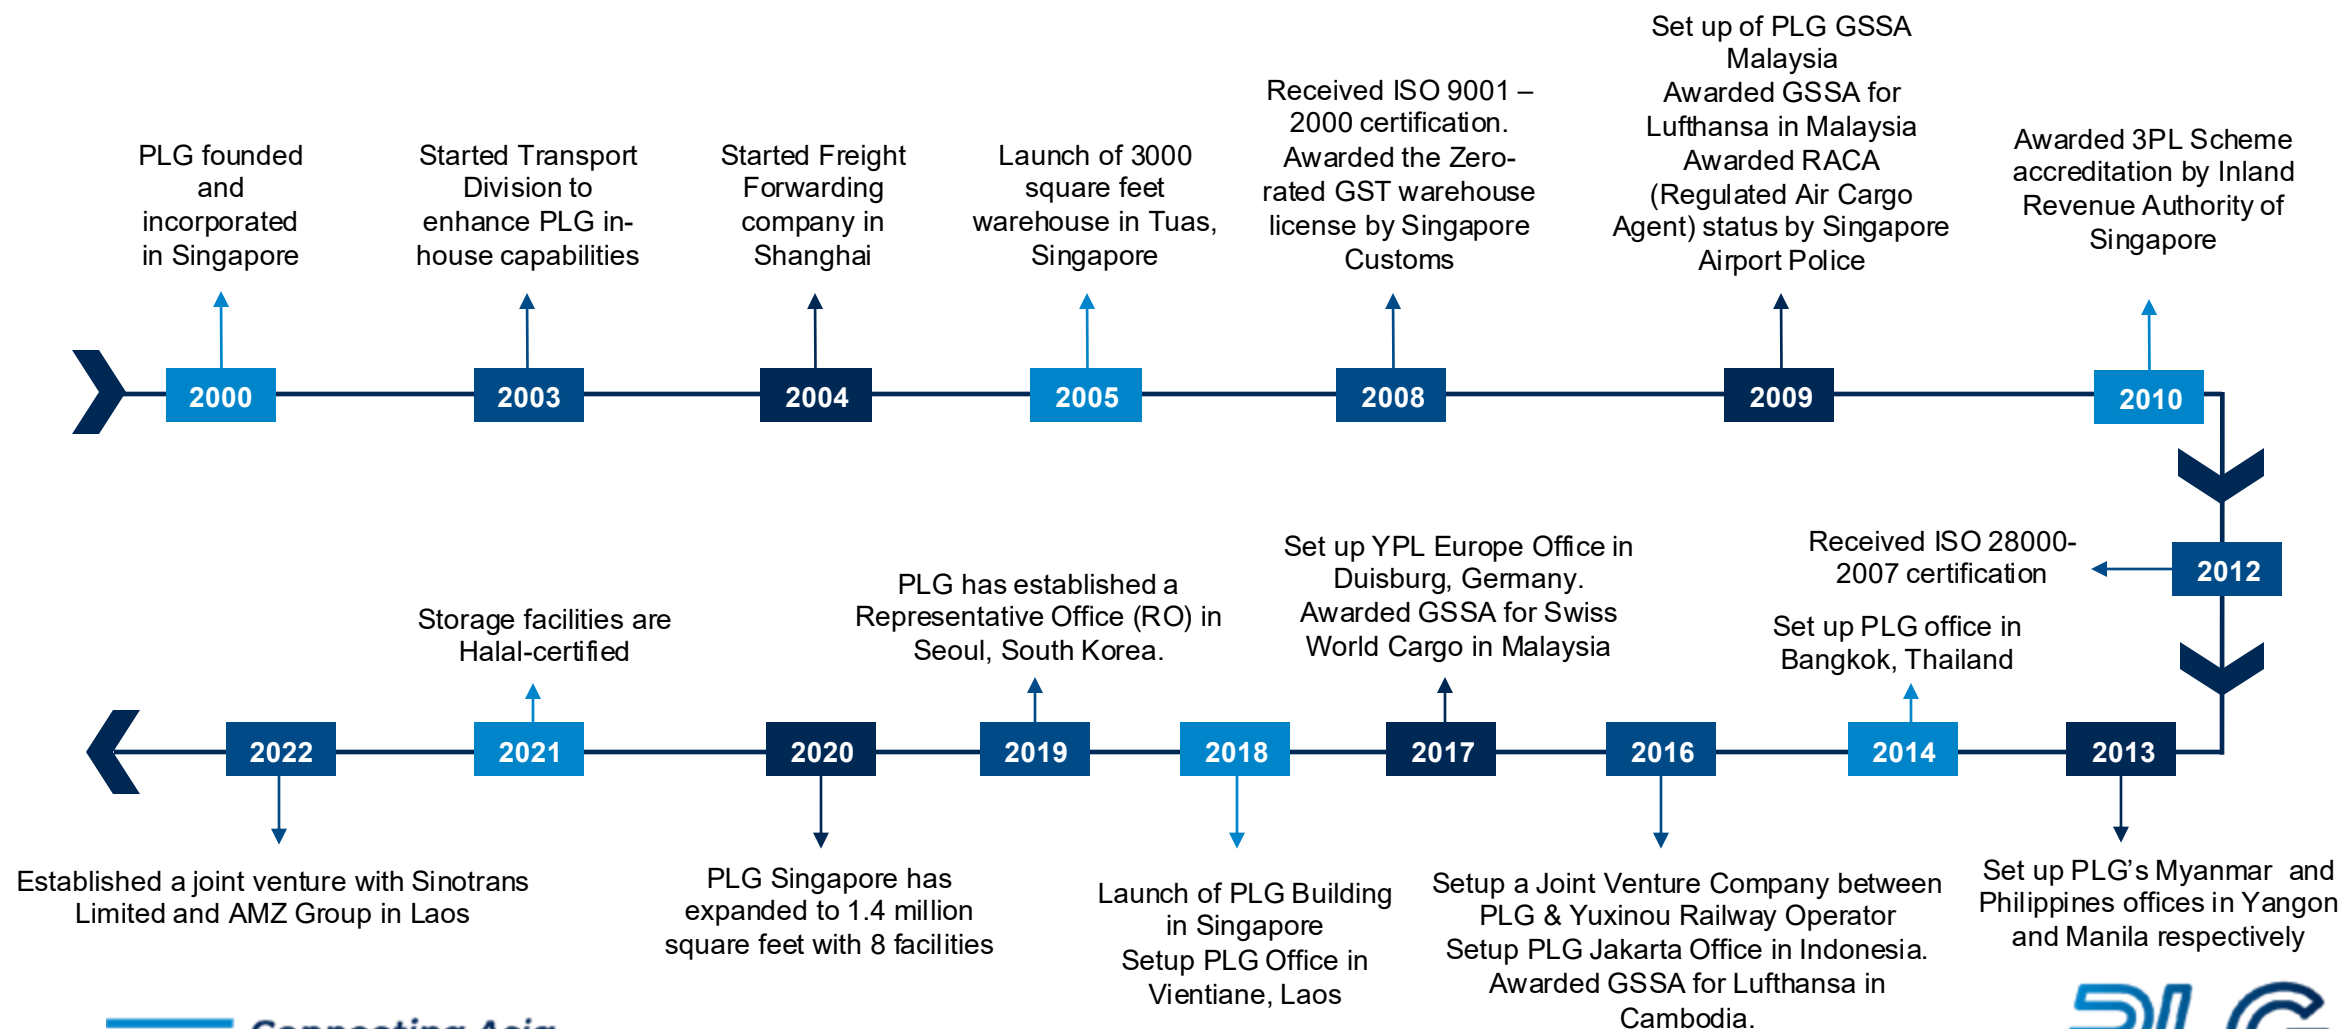 PLG founded
and
incorporated
in Singapore
2000
Started Transport
Division to
enhance PLG in-
house capabilities
2003
Started Freight
Forwarding
company in
Shanghai
2004
Launch of 3000
square feet
warehouse in Tuas,
Singapore
2005
Received ISO 9001 –
2000 certification.
Awarded the Zero-
rated GST warehouse
license by Singapore
Customs
2008
Set up of PLG GSSA
Malaysia
Awarded GSSA for
Lufthansa in Malaysia
Awarded RACA
(Regulated Air Cargo
Agent) status by Singapore
Airport Police
2009
Awarded 3PL Scheme
accreditation by Inland
Revenue Authority of
Singapore
2010
Received ISO 28000-
2007 certification
2012
2013
Set up PLG’s Myanmar and
Philippines offices in Yangon
and Manila respectively
Set up PLG office in
Bangkok, Thailand
2014
2016
Setup a Joint Venture Company between
PLG & Yuxinou Railway Operator
Setup PLG Jakarta Office in Indonesia.
Awarded GSSA for Lufthansa in
Cambodia.
Set up YPL Europe Office in
Duisburg, Germany.
Awarded GSSA for Swiss
World Cargo in Malaysia
2017
2018
Launch of PLG Building
in Singapore
Setup PLG Office in
Vientiane, Laos
PLG has established a
Representative Office (RO) in
Seoul, South Korea.
2019
2020
PLG Singapore has
expanded to 1.4 million
square feet with 8 facilities
Storage facilities are
Halal-certified
2021
2022
Established a joint venture with Sinotrans
Limited and AMZ Group in Laos
Connecting Asia
PLG